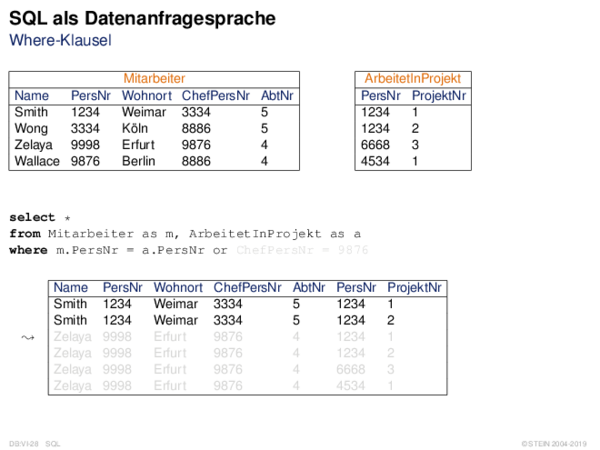 SQL als Datenanfragesprache
Where-Klausel
Mitarbeiter
Name PersNr Wohnort ChefPersNr AbtNr
Smith 1234 Weimar 3334 5
Wong 3334 Köln 8886 5
Zelaya 9998 Erfurt 9876 4
Wallace 9876 Berlin 8886 4
ArbeitetInProjekt
PersNr ProjektNr
1234 1
1234 2
6668 3
4534 1
select *
from Mitarbeiter as m, ArbeitetInProjekt as a
where m.PersNr = a.PersNr or ChefPersNr = 9876
Name PersNr Wohnort ChefPersNr AbtNr PersNr ProjektNr
Smith 1234 Weimar 3334 5 1234 1
Smith 1234 Weimar 3334 5 1234 2
⤳ Zelaya 9998 Erfurt 9876 4 1234 1
Zelaya 9998 Erfurt 9876 4 1234 2
Zelaya 9998 Erfurt 9876 4 6668 3
Zelaya 9998 Erfurt 9876 4 4534 1
DB:VI-28 SQL ©STEIN 2004-2019